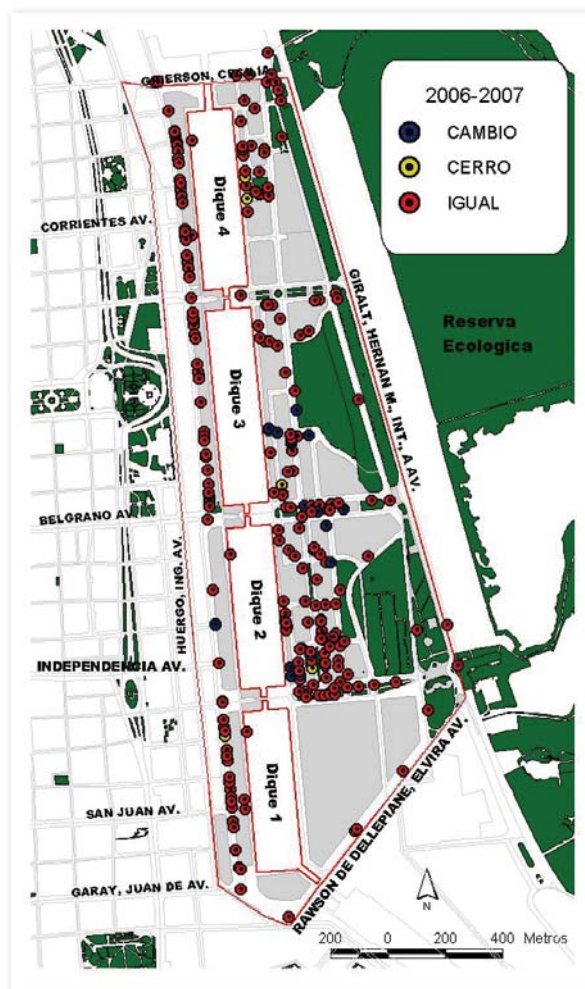 GRIERSON, CECILIA
2006-2007
CAMBIO
CERRO
IGUAL
Dique 4
CORRIENTES AV.
GIRALT, HERNAN M., INT., A AV.
Reserva
Ecologica
Dique 3
BELGRANO AV.
HUERGO, ING. AV.
Dique 2
INDEPENDENCIA AV.
Dique 1
SAN JUAN AV.
RAWSON DE DELLEPIANE, ELVIRA AV.
GARAY, JUAN DE AV.
N
200 0 200 400 Metros